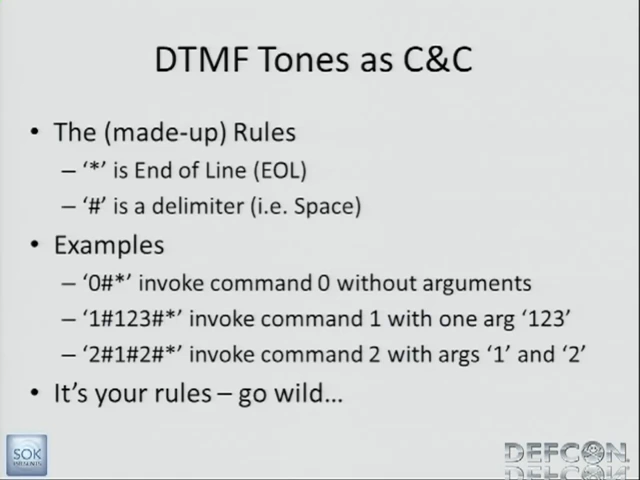 DTMF Tones as C&C
• The (made-up) Rules
– ‘*’ is End of Line (EOL)
– ‘#’ is a delimiter (i.e. Space)
• Examples
– ‘0#*’ invoke command 0 without arguments
– ‘1#123#*’ invoke command 1 with one arg ‘123’
– ‘2#1#2#*’ invoke command 2 with args ‘1’ and ‘2’
• It’s your rules – go wild…
SOK
DEFCON